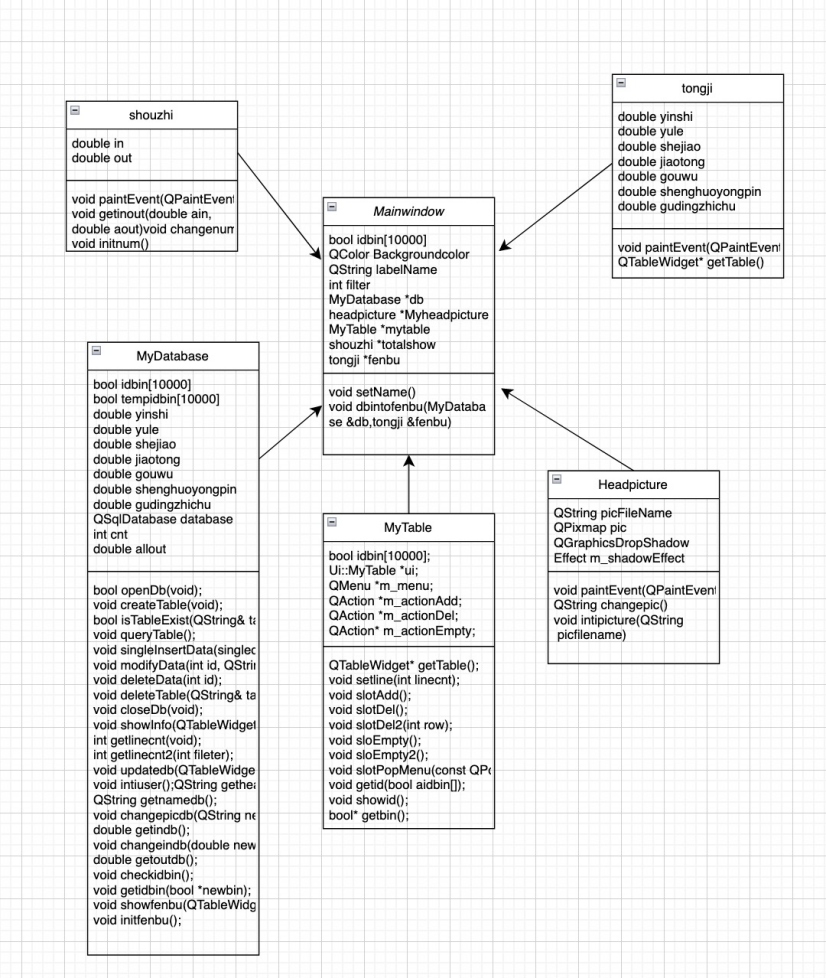 shouzhi
double in
double out
void paintEvent(QPaintEvent
void getinout(double ain,
double aout)void changenum
void initnum()
tongji
double yinshi
double yule
double shejiao
double jiaotong
double gouwu
double shenghuoyongpin
double gudingzhichu
void paintEvent(QPaintEvent
QTableWidget* getTable()
Mainwindow
bool idbin[10000]
QColor Backgroundcolor
QString labelName
int filter
MyDatabase *db
headpicture *Myheadpicture
MyTable *mytable
shouzhi *totalshow
tongji *fenbu
void setName()
void dbintofenbu(MyDataba
se &db,tongji &fenbu)
MyDatabase
bool idbin[10000]
bool tempidbin[10000]
double yinshi
double yule
double shejiao
double jiaotong
double gouwu
double shenghuoyongpin
double gudingzhichu
QSqlDatabase database
int cnt
double allout
bool openDb(void);
void createTable(void);
bool isTableExist(QString& ta
void queryTable();
void singleInsertData(singlec
void modifyData(int id, QStrin
void deleteData(int id);
void deleteTable(QString& ta
void closeDb(void);
void showInfo(QTableWidget
int getlinecnt(void);
int getlinecnt2(int fileter);
void updatedb(QTableWidge
void intiuser();QString gethea
QString getnamedb();
void changepicdb(QString ne
double getindb();
void changeindb(double new
double getoutdb();
void checkidbin();
void getidbin(bool *newbin);
void showfenbu(QTableWidg
void initfenbu();
MyTable
bool idbin[10000];
Ui::MyTable *ui;
QMenu *m_menu;
QAction *m_actionAdd;
QAction *m_actionDel;
QAction* m_actionEmpty;
QTableWidget* getTable();
void setline(int linecnt);
void slotAdd();
void slotDel();
void slotDel2(int row);
void sloEmpty();
void sloEmpty2();
void slotPopMenu(const QPo
void getid(bool aidbin[]);
void showid();
bool* getbin();
Headpicture
QString picFileName
QPixmap pic
QGraphicsDropShadow
Effect m_shadowEffect
void paintEvent(QPaintEvent
QString changepic()
void intipicture(QString
picfilename)